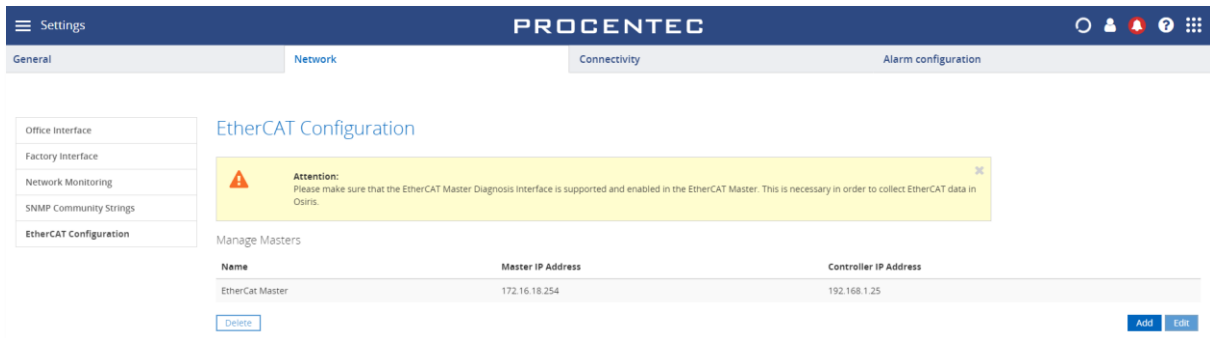 Settings
PROCENTEC
General
Network
Connectivity
Alarm configuration
Office Interface
Factory Interface
Network Monitoring
SNMP Community Strings
EtherCAT Configuration
EtherCAT Configuration
Attention:
Please make sure that the EtherCAT Master Diagnosis Interface is supported and enabled in the EtherCAT Master. This is necessary in order to collect EtherCAT data in
Osiris.
Manage Masters
Name Master IP Address Controller IP Address
EtherCat Master 172.16.18.254 192.168.1.25
Delete Add Edit